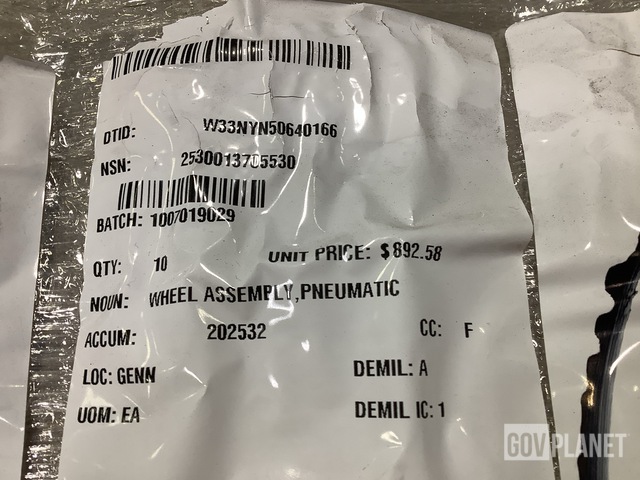 DTID: W33NYN50640166
NSN: 2530013705530
BATCH: 1007019029
QTY: 10 UNIT PRICE: $892.58
NOUN: WHEEL ASSEMBLY,PNEUMATIC
ACCUM: 202532 CC: F
LOC: GENN DEMIL: A
UOM: EA DEMIL IC: 1
GOVPLANET